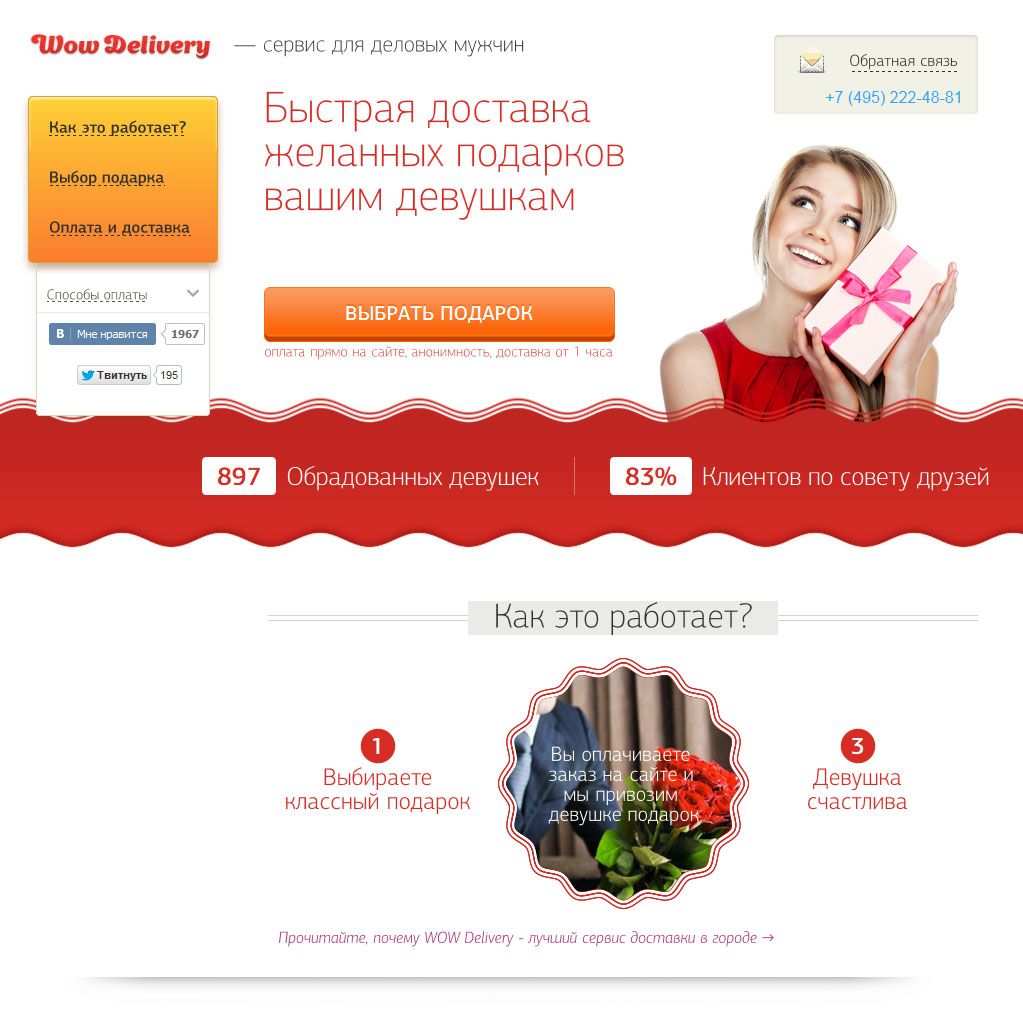 Wow Delivery — сервис для деловых мужчин
Обратная связь
+7 (495) 222-48-81
Как это работает?
Выбор подарка
Оплата и доставка
Способы оплаты
B Мне нравится 1967
Твитнуть 195
Быстрая доставка
желанных подарков
вашим девушкам
ВЫБРАТЬ ПОДАРОК
оплата прямо на сайте, анонимность, доставка от 1 часа
897 Обрадованных девушек
83% Клиентов по совету друзей
Как это работает?
1
Выбираете
классный подарок
Вы оплачиваете
заказ на сайте и
мы привозим
девушке подарок
3
Девушка
счастлива
Прочитайте, почему WOW Delivery - лучший сервис доставки в городе →